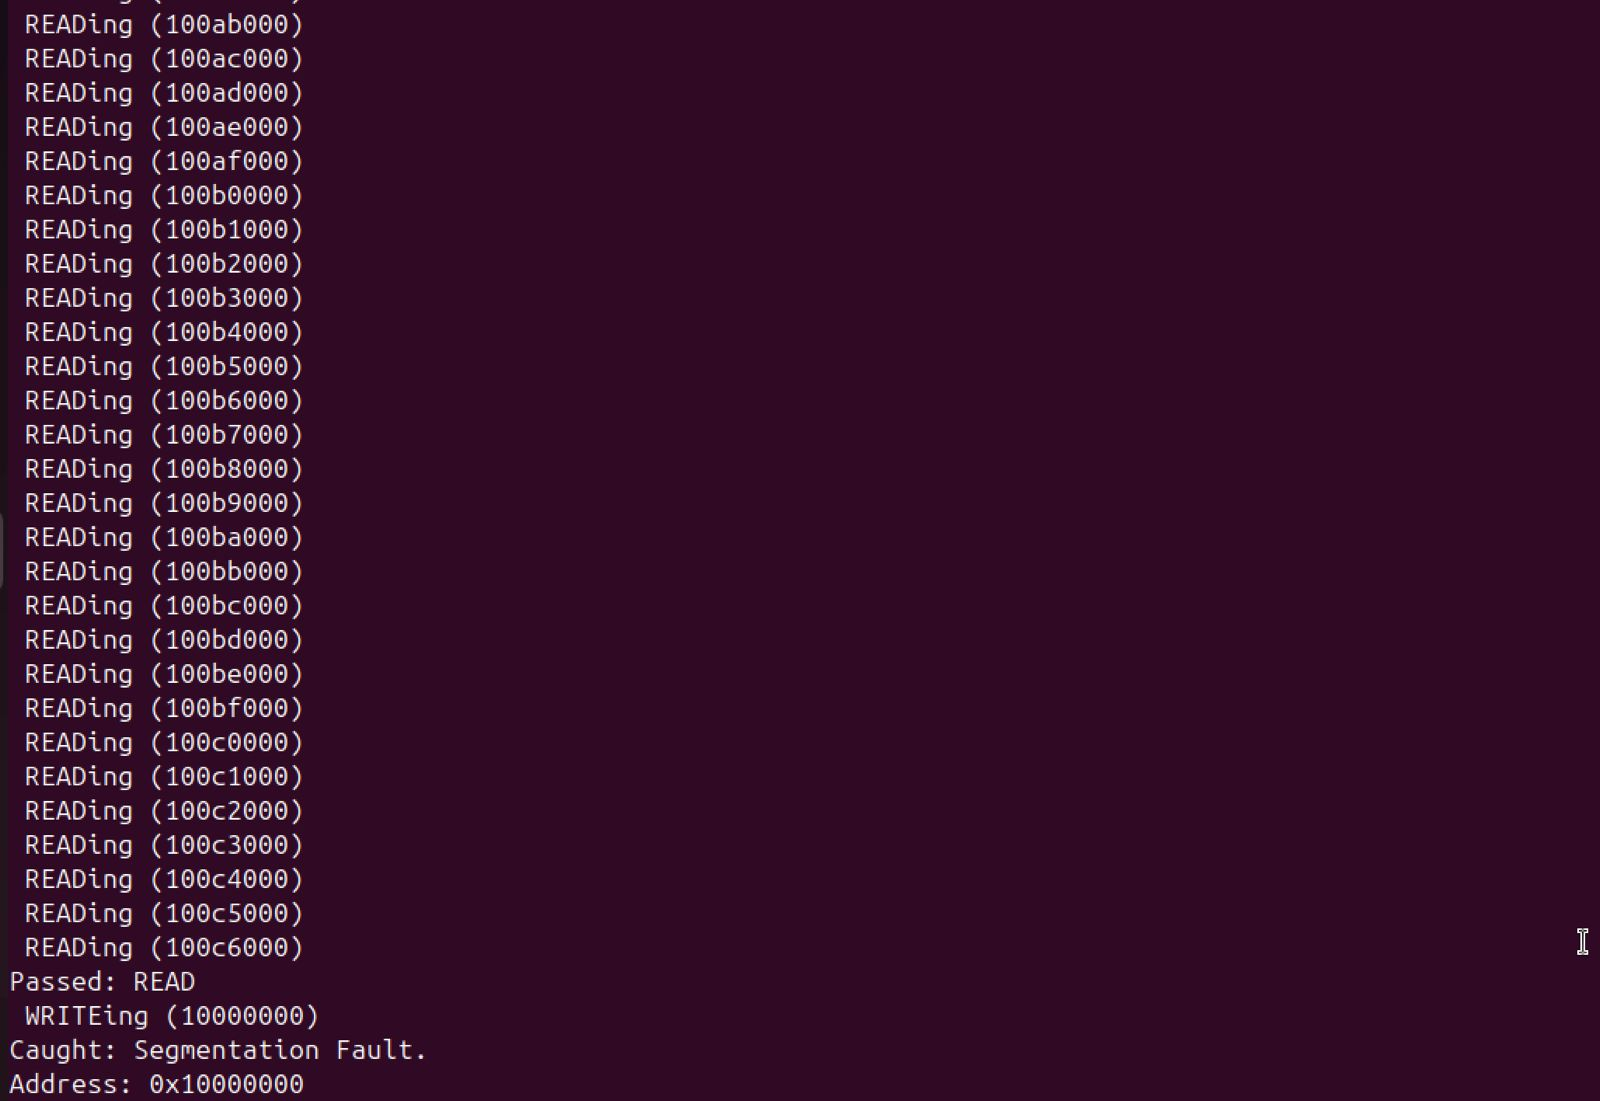 READing (100ab000)
READing (100ac000)
READing (100ad000)
READing (100ae000)
READing (100af000)
READing (100b0000)
READing (100b1000)
READing (100b2000)
READing (100b3000)
READing (100b4000)
READing (100b5000)
READing (100b6000)
READing (100b7000)
READing (100b8000)
READing (100b9000)
READing (100ba000)
READing (100bb000)
READing (100bc000)
READing (100bd000)
READing (100be000)
READing (100bf000)
READing (100c0000)
READing (100c1000)
READing (100c2000)
READing (100c3000)
READing (100c4000)
READing (100c5000)
READing (100c6000)
Passed: READ
WRITEing (10000000)
Caught: Segmentation Fault.
Address: 0x10000000